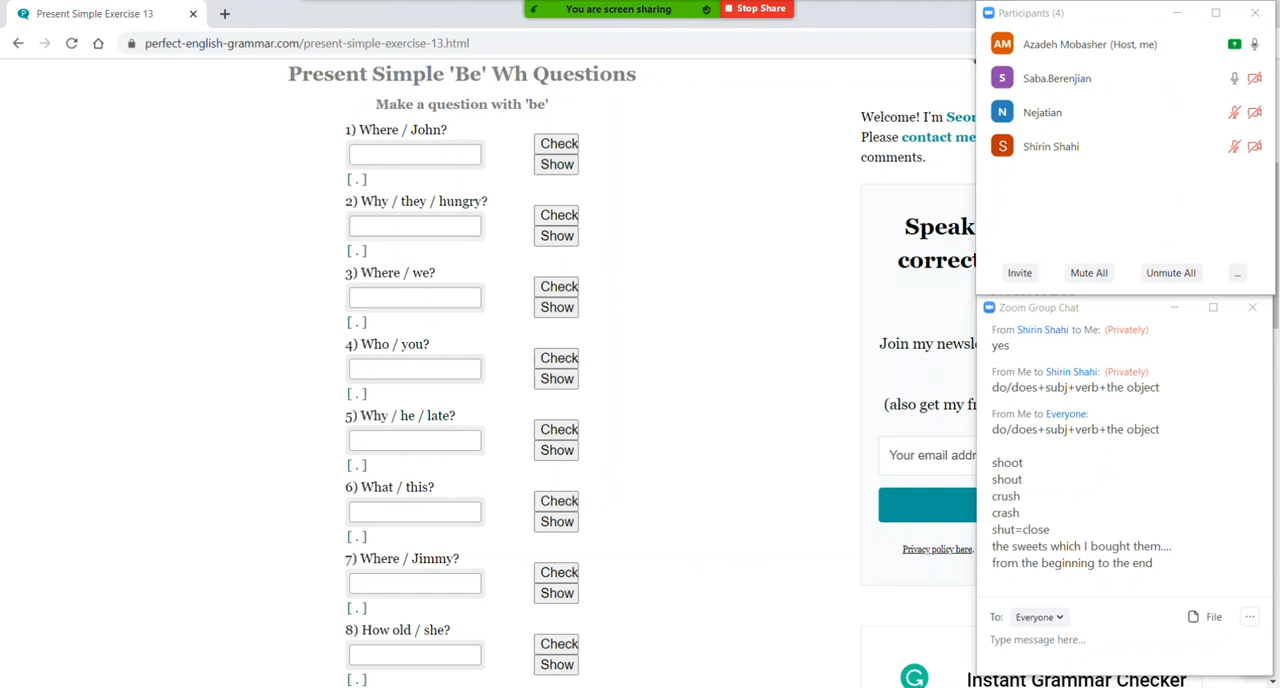 Present Simple Exercise 13
You are screen sharing
Stop Share
perfect-english-grammar.com/present-simple-exercise-13.html
Present Simple 'Be' Wh Questions
Make a question with 'be'
1) Where / John?
Check
Show
[ . ]
2) Why / they / hungry?
Check
Show
[ . ]
3) Where / we?
Check
Show
[ . ]
4) Who / you?
Check
Show
[ . ]
5) Why / he / late?
Check
Show
[ . ]
6) What / this?
Check
Show
[ . ]
7) Where / Jimmy?
Check
Show
[ . ]
8) How old / she?
Check
Show
[ . ]
Welcome! I'm Seon
Please contact me
comments.
Speak
correct
Join my newsl
(also get my fr
Your email addr
Privacy policy here.
Instant Grammar Checker
Participants (4)
AM Azadeh Mobasher (Host, me)
S Saba.Berenjian
N Nejatian
S Shirin Shahi
Invite Mute All Unmute All ...
Zoom Group Chat
From Shirin Shahi to Me: (Privately)
yes
From Me to Shirin Shahi: (Privately)
do/does+subj+verb+the object
From Me to Everyone:
do/does+subj+verb+the object
shoot
shout
crush
crash
shut=close
the sweets which I bought them....
from the beginning to the end
To: Everyone File ...
Type message here...